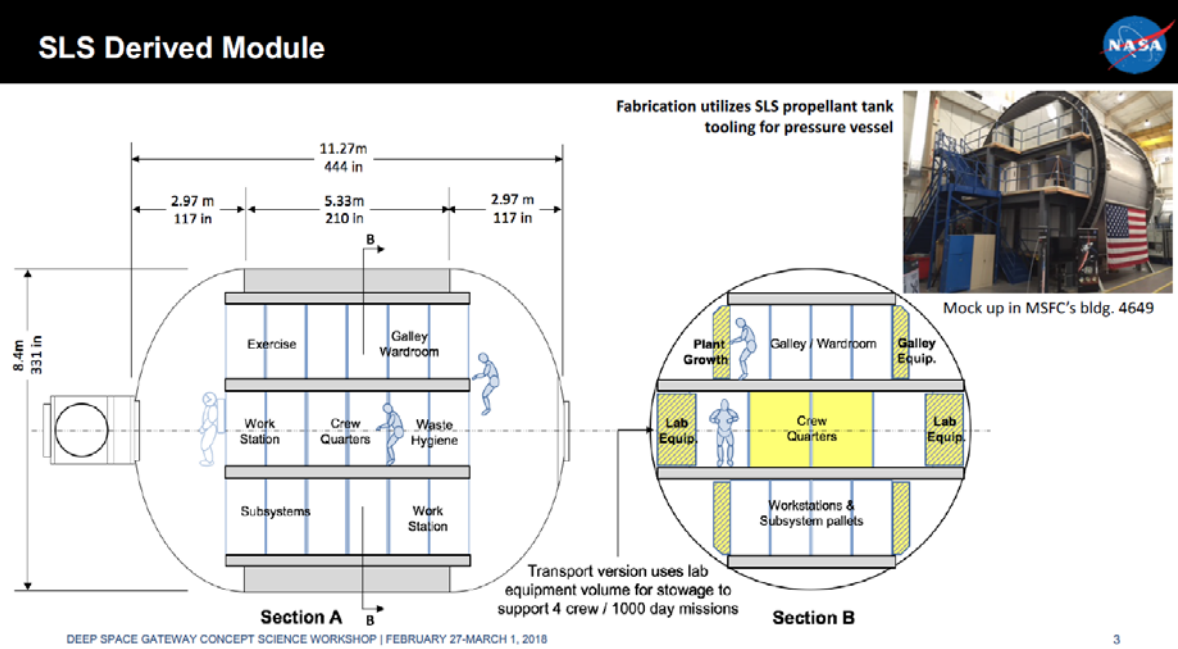 SLS Derived Module
NASA
Fabrication utilizes SLS propellant tank
tooling for pressure vessel
11.27m
444 in
2.97 m
117 in
5.33m
210 in
2.97 m
117 in
B
8.4m
331 in
Exercise
Galley
Wardroom
Work
Station
Crew
Quarters
Waste
Hygiene
Subsystems
Work
Station
Section A
B
Mock up in MSFC's bldg. 4649
Plant
Growth
Galley / Wardroom
Galley
Equip.
Lab
Equip.
Crew
Quarters
Lab
Equip.
Workstations &
Subsystem pallets
Transport version uses lab
equipment volume for stowage to
support 4 crew / 1000 day missions
Section B
DEEP SPACE GATEWAY CONCEPT SCIENCE WORKSHOP | FEBRUARY 27-MARCH 1, 2018
3